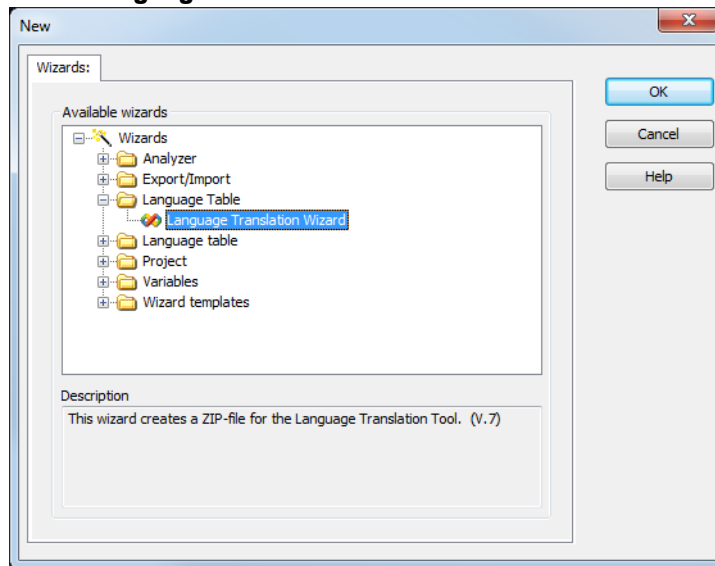 New
Wizards:
Available wizards
Wizards
Analyzer
Export/Import
Language Table
Language Translation Wizard
Language table
Project
Variables
Wizard templates
Description
This wizard creates a ZIP-file for the Language Translation Tool. (V.7)
OK
Cancel
Help